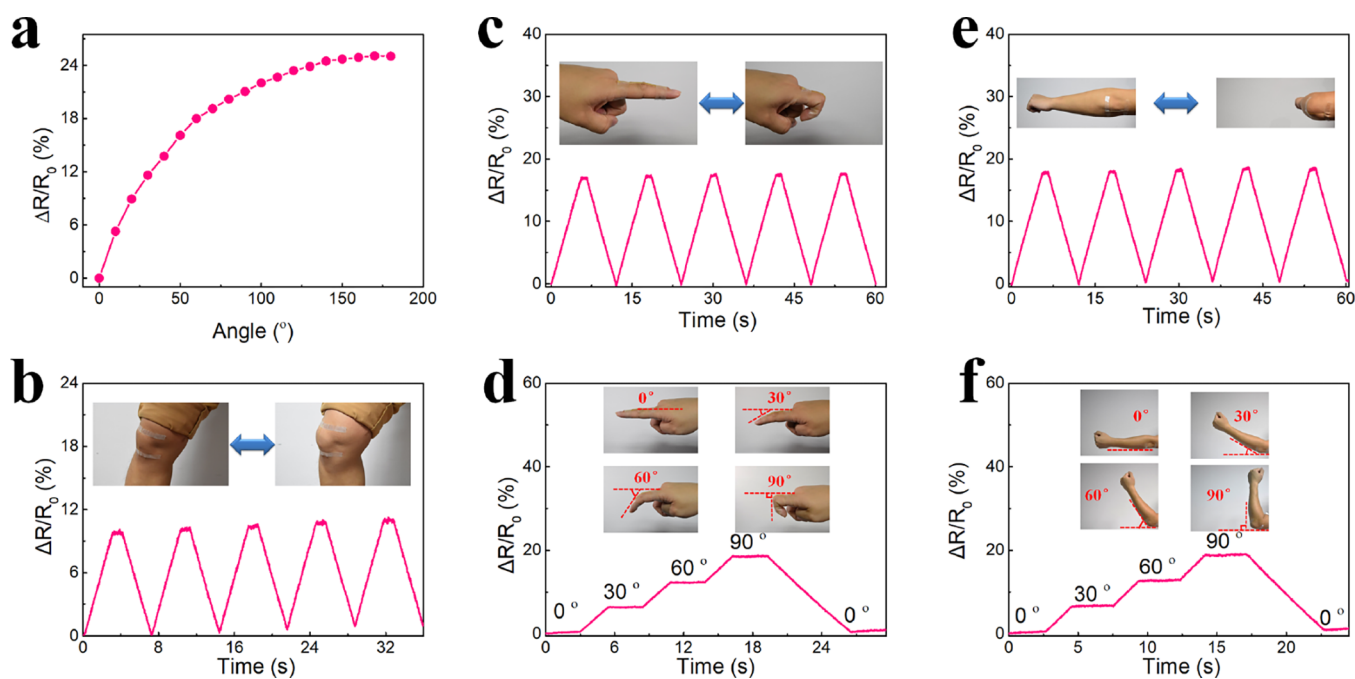 a
24
18
12
6
0
ΔR/R0 (%)
0 50 100 150 200
Angle (o)
c
40
30
20
10
0
ΔR/R0 (%)
0 15 30 45 60
Time (s)
e
40
30
20
10
0
ΔR/R0 (%)
0 15 30 45 60
Time (s)
b
24
18
12
6
0
ΔR/R0 (%)
0 8 16 24 32
Time (s)
d
60
40
20
0
ΔR/R0 (%)
0° 30°
60° 90°
0 o
30 o
60 o
90 o
0 o
0 6 12 18 24
Time (s)
f
60
40
20
0
ΔR/R0 (%)
0° 30°
60° 90°
0 o
30 o
60 o
90 o
0 o
0 5 10 15 20
Time (s)